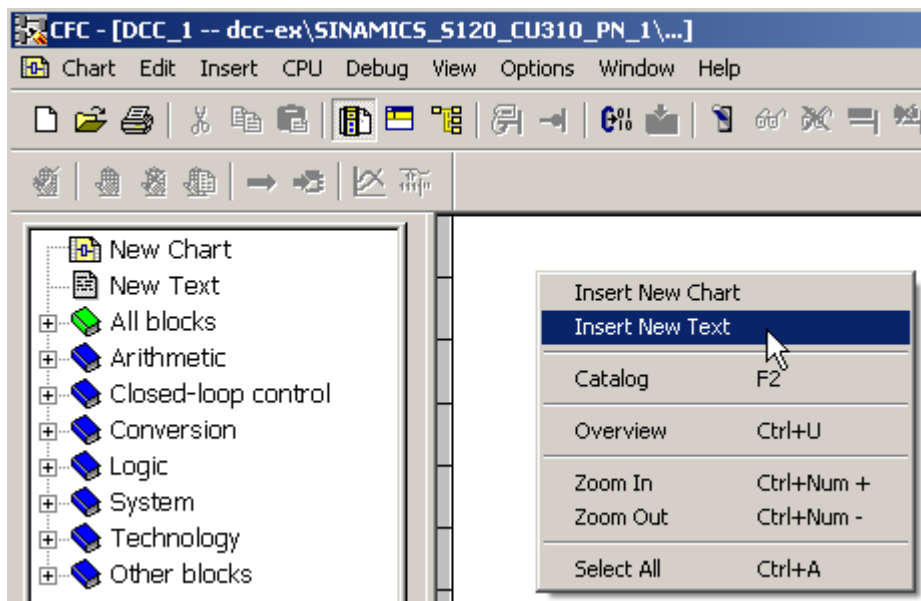 CFC - [DCC_1 -- dcc-ex\SINAMICS_S120_CU310_PN_1\...]
Chart Edit Insert CPU Debug View Options Window Help
New Chart
New Text
All blocks
Arithmetic
Closed-loop control
Conversion
Logic
System
Technology
Other blocks
Insert New Chart
Insert New Text
Catalog F2
Overview Ctrl+U
Zoom In Ctrl+Num +
Zoom Out Ctrl+Num -
Select All Ctrl+A